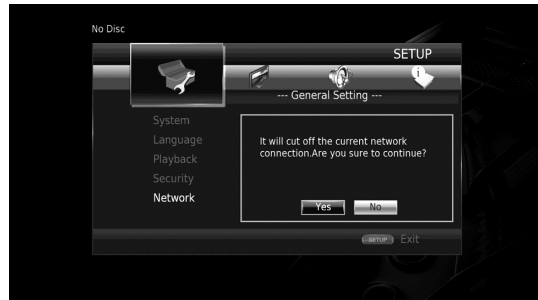 No Disc
SETUP
--- General Setting ---
System
Language
Playback
Security
Network
It will cut off the current network
connection.Are you sure to continue?
Yes
No
SETUP Exit